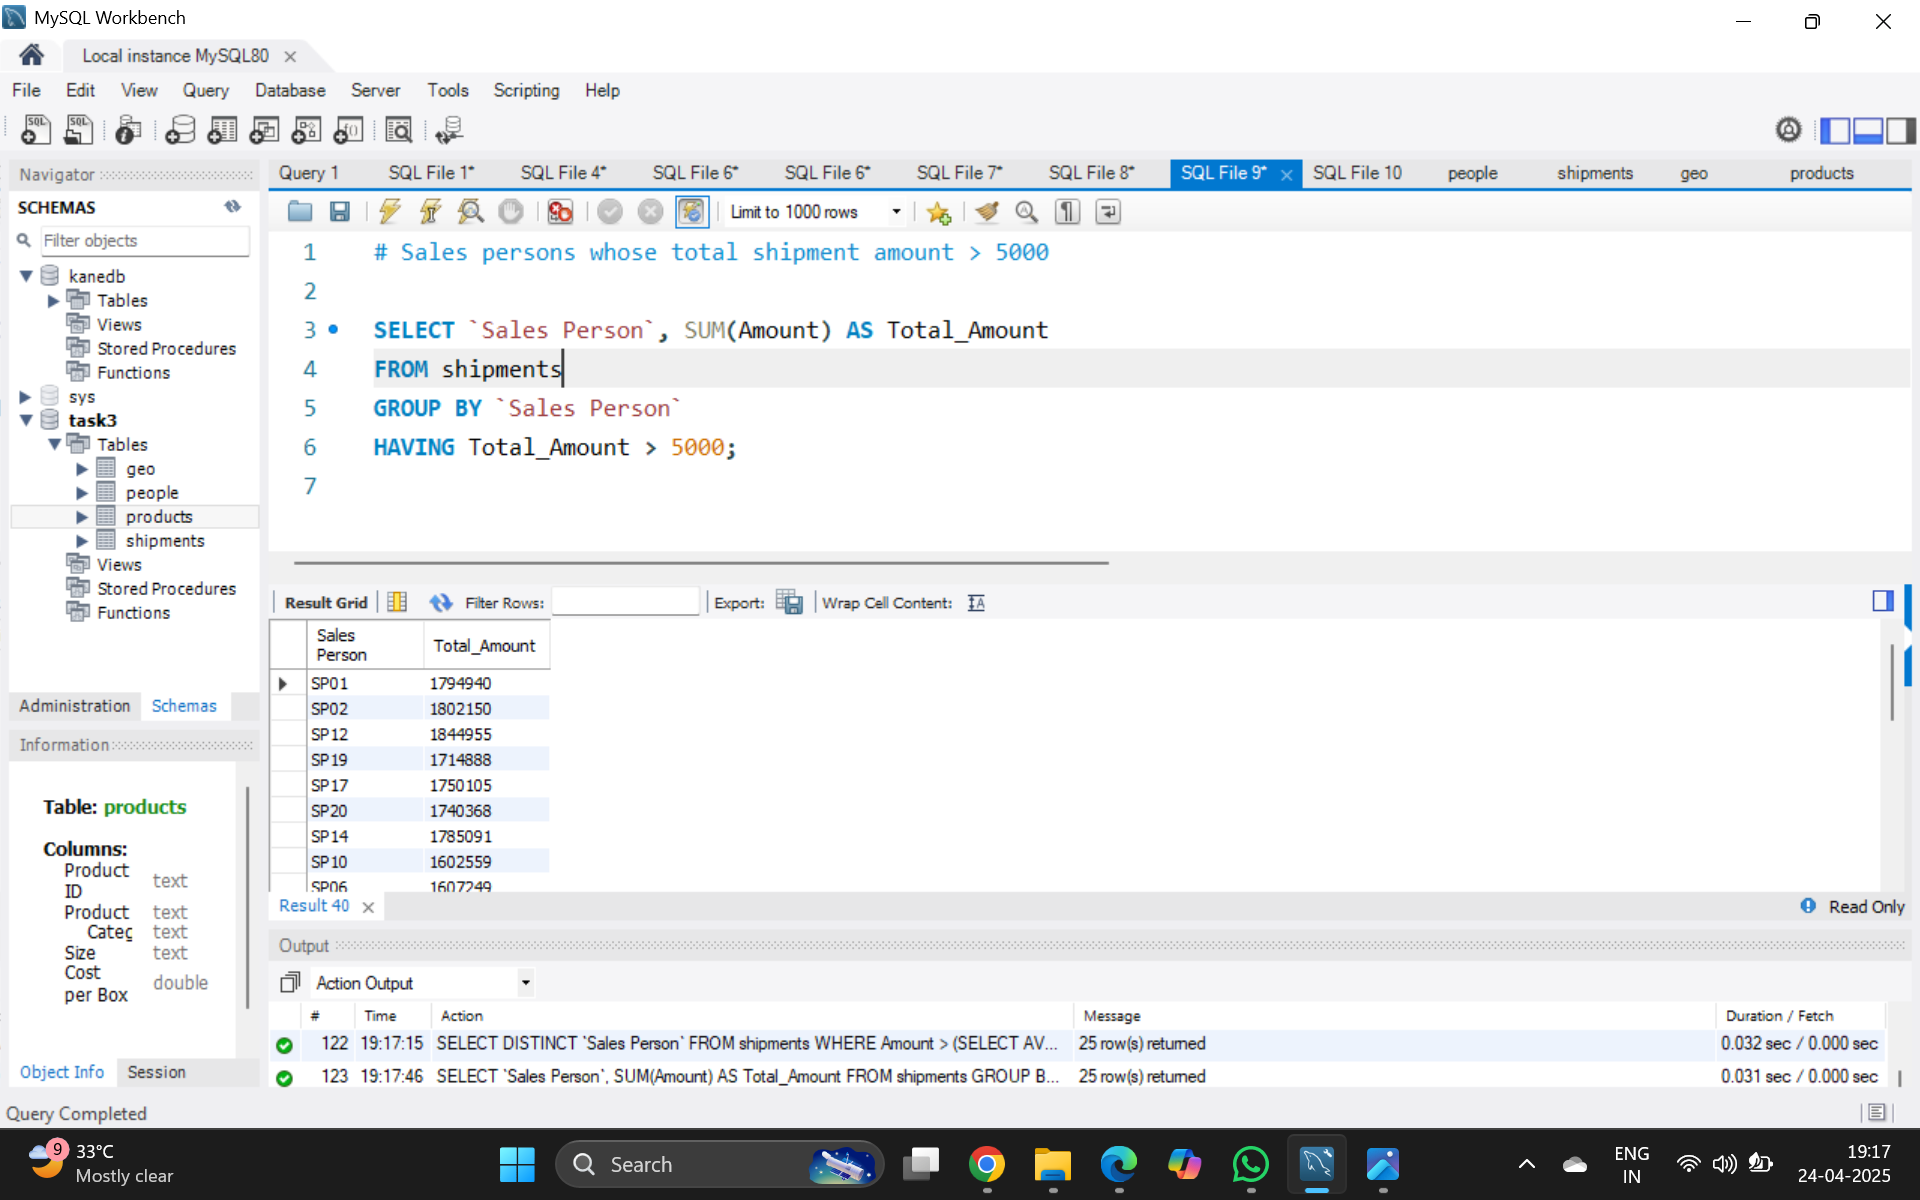 MySQL Workbench
Local instance MySQL80
File Edit View Query Database Server Tools Scripting Help
Navigator
SCHEMAS
Filter objects
kanedb
Tables
Views
Stored Procedures
Functions
sys
task3
Tables
geo
people
products
shipments
Views
Stored Procedures
Functions
Administration Schemas
Information
Table: products
Columns:
Product ID text
Product text
Categ text
Size text
Cost per Box double
Object Info Session
Query 1 SQL File 1* SQL File 4* SQL File 6* SQL File 6* SQL File 7* SQL File 8* SQL File 9* SQL File 10 people shipments geo products
Limit to 1000 rows
1 # Sales persons whose total shipment amount > 5000
2
3 SELECT `Sales Person`, SUM(Amount) AS Total_Amount
4 FROM shipments
5 GROUP BY `Sales Person`
6 HAVING Total_Amount > 5000;
7
Result Grid Filter Rows: Export: Wrap Cell Content:
Sales Person Total_Amount
SP01 1794940
SP02 1802150
SP12 1844955
SP19 1714888
SP17 1750105
SP20 1740368
SP14 1785091
SP10 1602559
SP06 1607249
Result 40 Read Only
Output
Action Output
# Time Action Message Duration / Fetch
122 19:17:15 SELECT DISTINCT `Sales Person` FROM shipments WHERE Amount > (SELECT AV... 25 row(s) returned 0.032 sec / 0.000 sec
123 19:17:46 SELECT `Sales Person`, SUM(Amount) AS Total_Amount FROM shipments GROUP B... 25 row(s) returned 0.031 sec / 0.000 sec
Query Completed
9
33°C
Mostly clear
Search
ENG
IN
19:17
24-04-2025